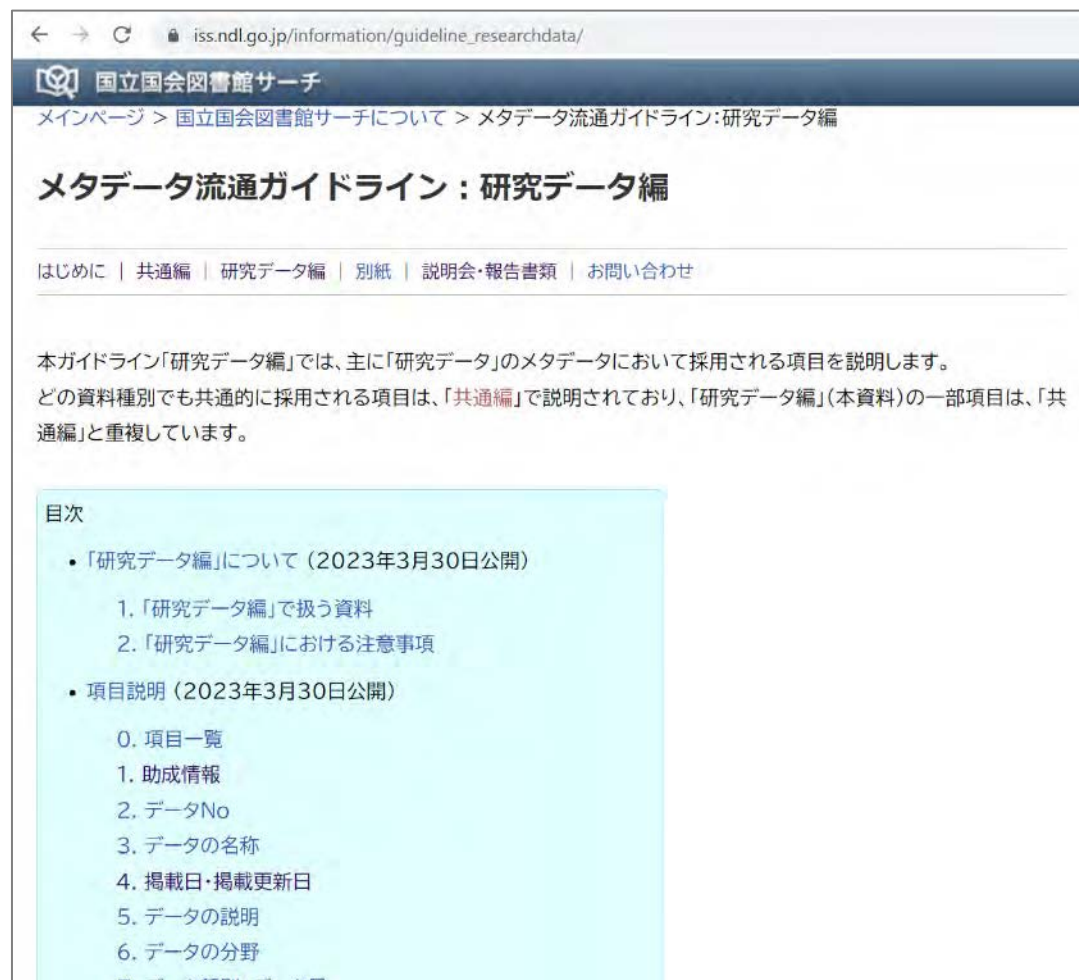 iss.ndl.go.jp/information/guideline_researchdata/
国立国会図書館サーチ
メインページ > 国立国会図書館サーチについて > メタデータ流通ガイドライン:研究データ編
メタデータ流通ガイドライン:研究データ編
はじめに | 共通編 | 研究データ編 | 別紙 | 説明会・報告書類 | お問い合わせ
本ガイドライン「研究データ編」では、主に「研究データ」のメタデータにおいて採用される項目を説明します。
どの資料種別でも共通的に採用される項目は、「共通編」で説明されており、「研究データ編」(本資料)の一部項目は、「共
通編」と重複しています。
目次
• 「研究データ編」について (2023年3月30日公開)
1. 「研究データ編」で扱う資料
2. 「研究データ編」における注意事項
• 項目説明 (2023年3月30日公開)
0. 項目一覧
1. 助成情報
2. データNo
3. データの名称
4. 掲載日・掲載更新日
5. データの説明
6. データの分野